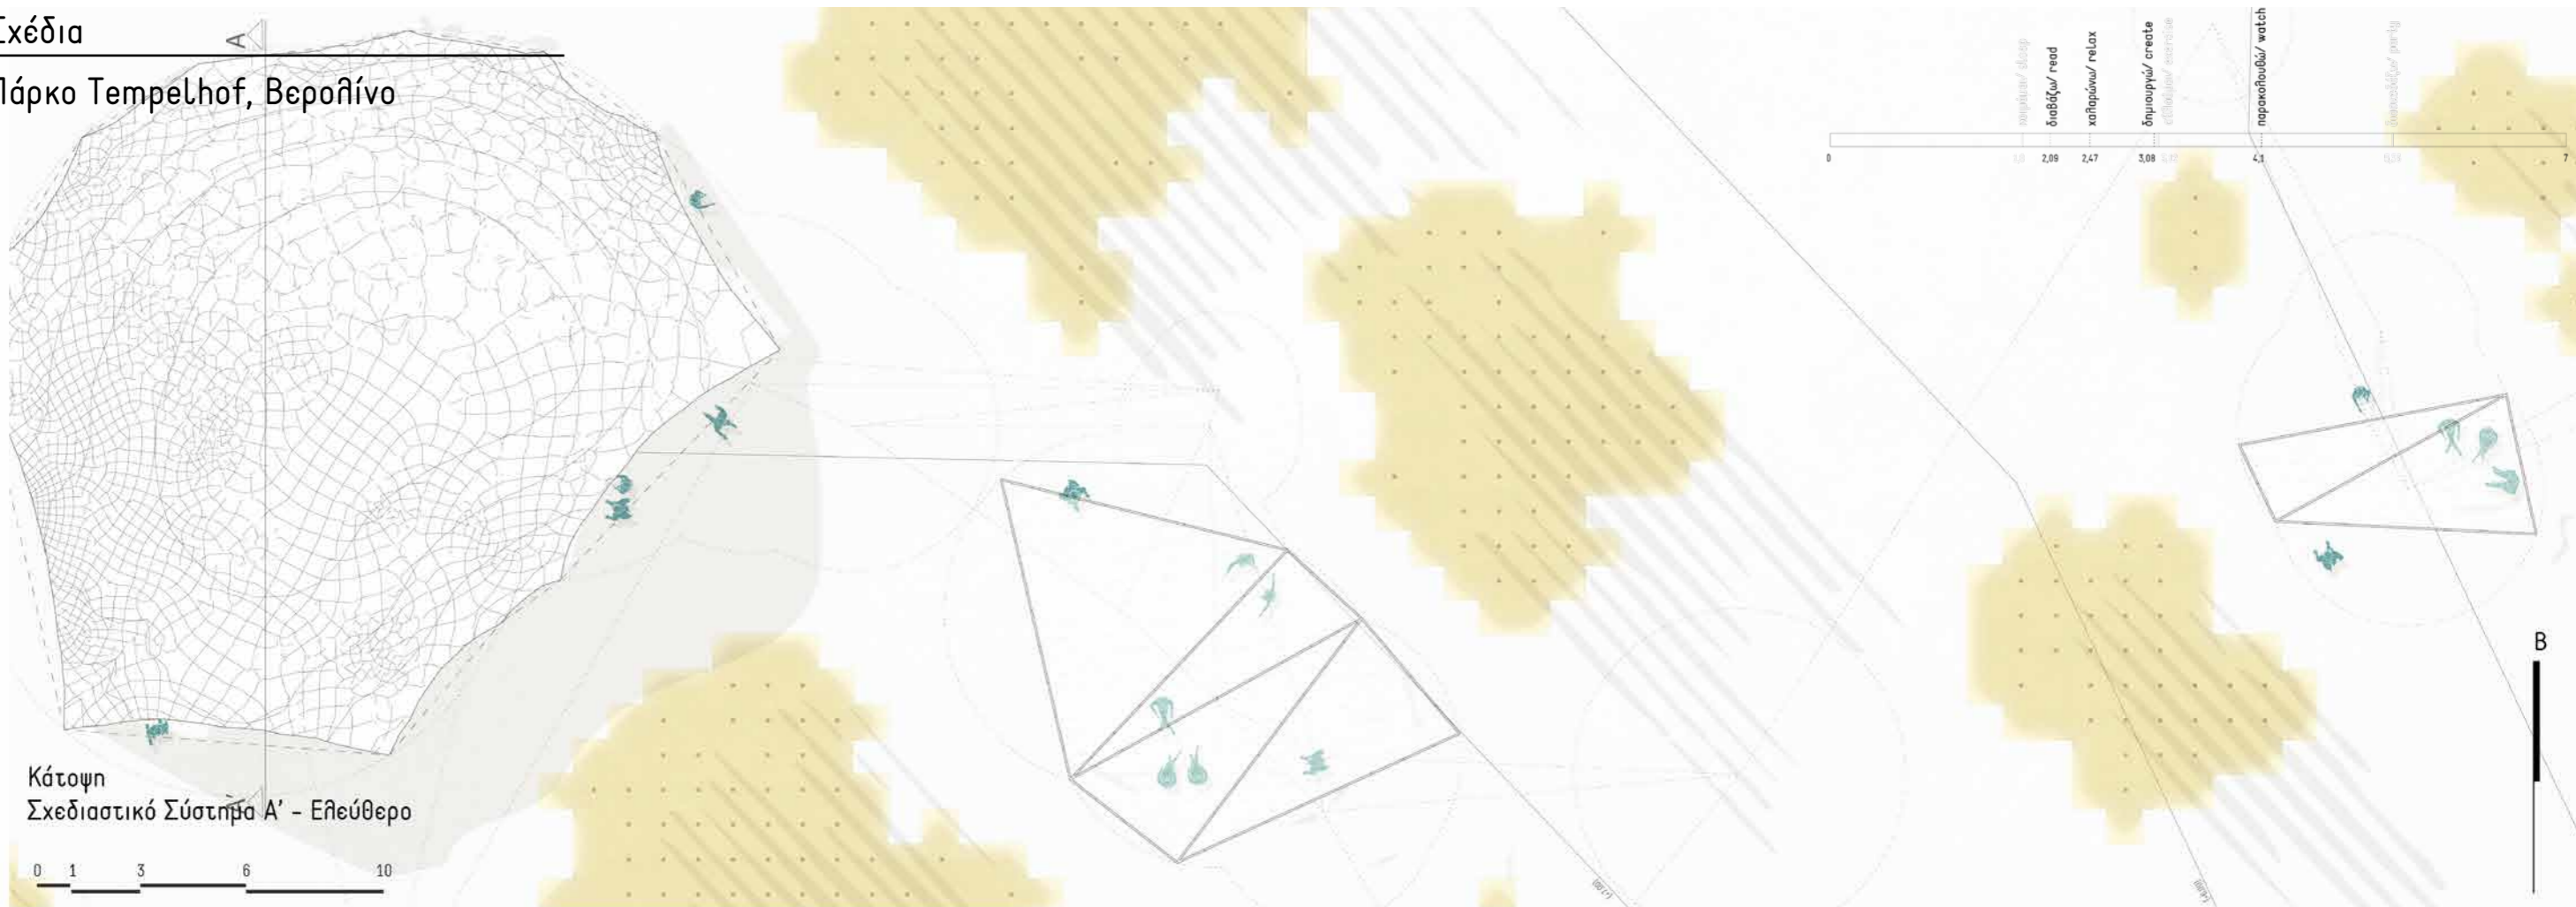 Σχέδια
Πάρκο Tempelhof, Βερολίνο
A
διαβάζω/ read
χαλαρώνω/ relax
δημιουργώ/ create
παρακολουθώ/ watch
0 2,09 2,47 3,08 4,1 7
B
Κάτοψη
Σχεδιαστικό Σύστημα Α' - Ελεύθερο
0 1 3 6 10